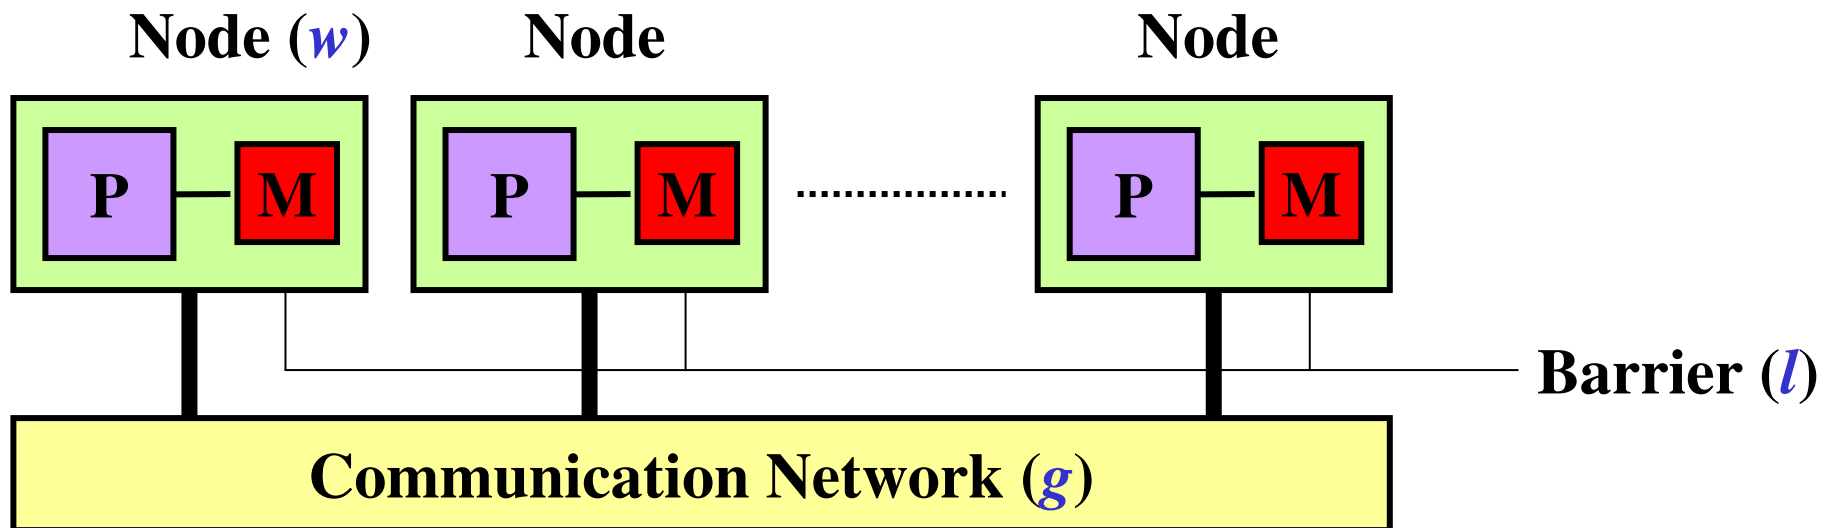 Node (w) Node Node
P M P M P M
Barrier (l)
Communication Network (g)